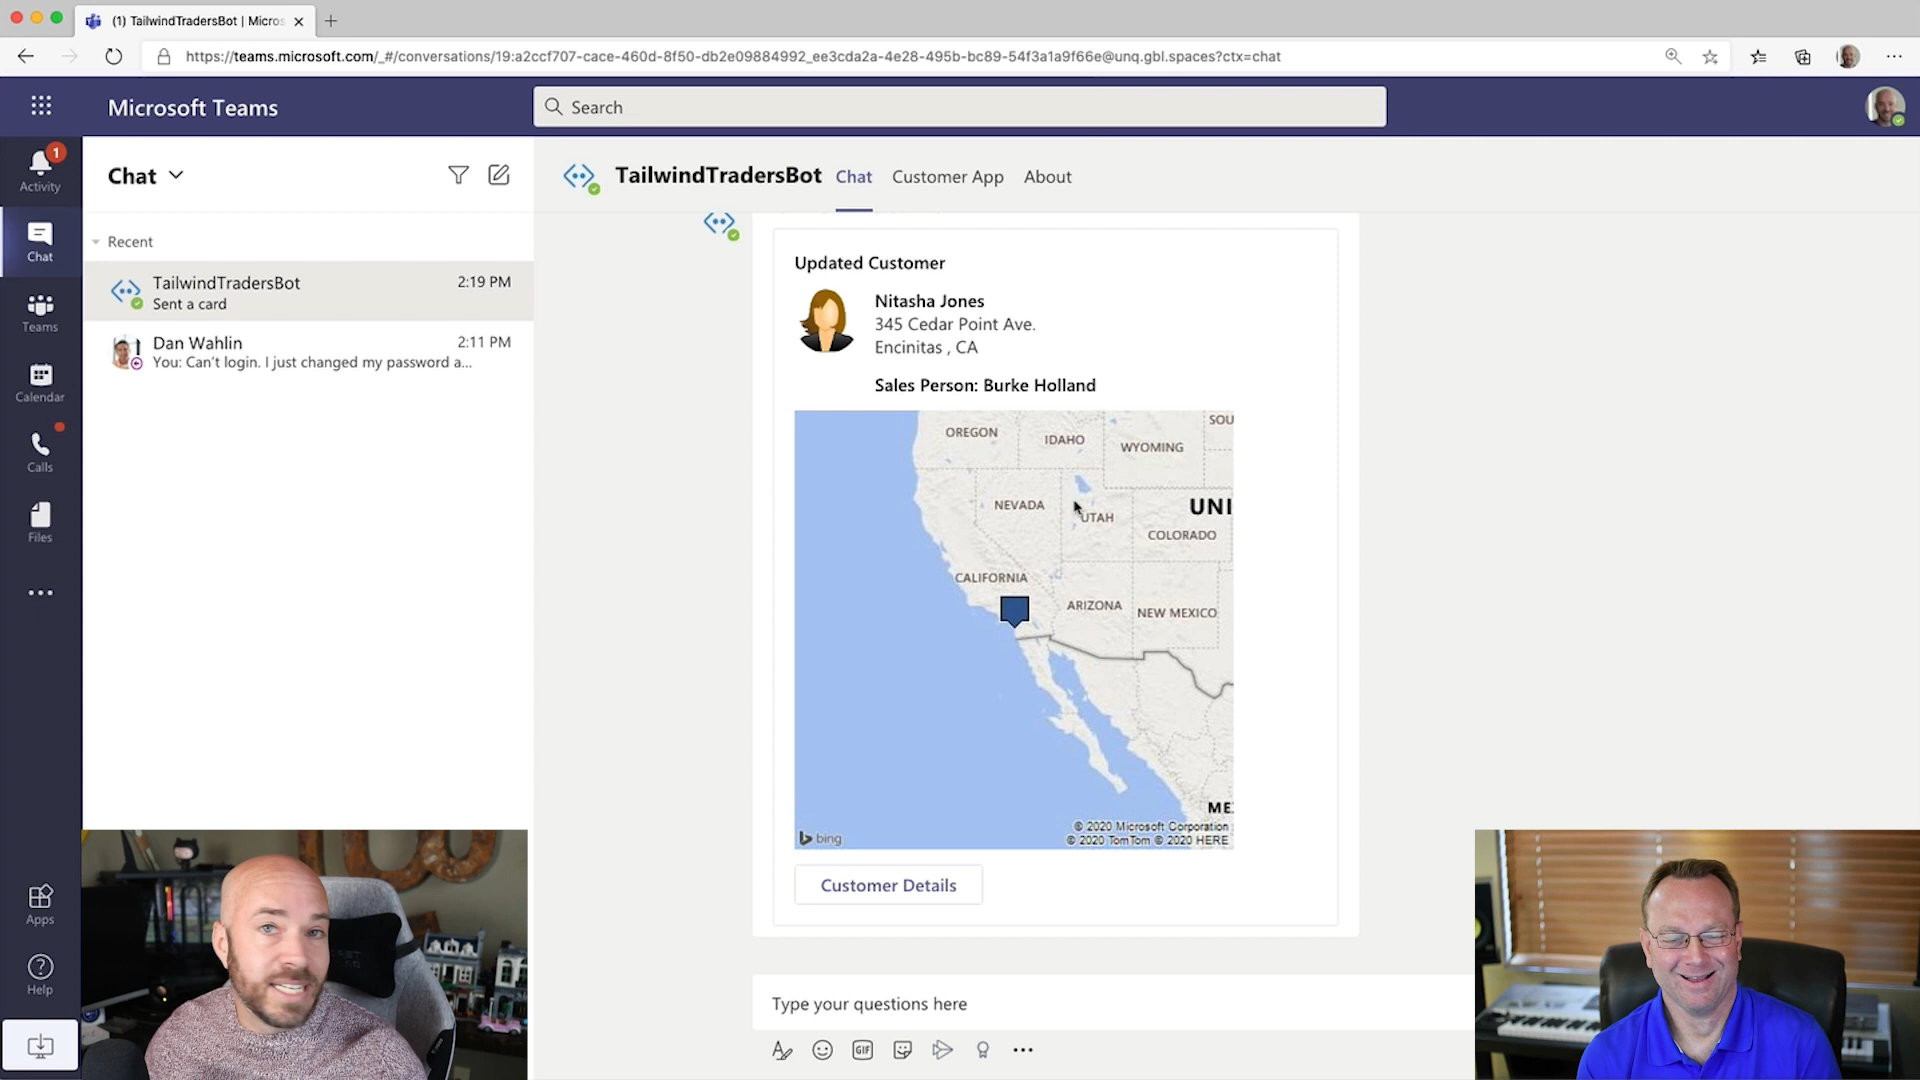 (1) TailwindTradersBot | Micros
https://teams.microsoft.com/_#/conversations/19:a2ccf707-cace-460d-8f50-db2e09884992_ee3cda2a-4e28-495b-bc89-54f3a1a9f66e@unq.gbl.spaces?ctx=chat
Microsoft Teams
Search
1
Activity
Chat
Teams
Calendar
Calls
Files
Apps
Help
Chat
Recent
TailwindTradersBot 2:19 PM
Sent a card
Dan Wahlin 2:11 PM
You: Can't login. I just changed my password a...
TailwindTradersBot Chat Customer App About
Updated Customer
Nitasha Jones
345 Cedar Point Ave.
Encinitas , CA
Sales Person: Burke Holland
OREGON
IDAHO
WYOMING
SOU
NEVADA
UTAH
UNI
COLORADO
CALIFORNIA
ARIZONA
NEW MEXICO
ME
bing
© 2020 Microsoft Corporation
© 2020 TomTom © 2020 HERE
Customer Details
Type your questions here
GIF